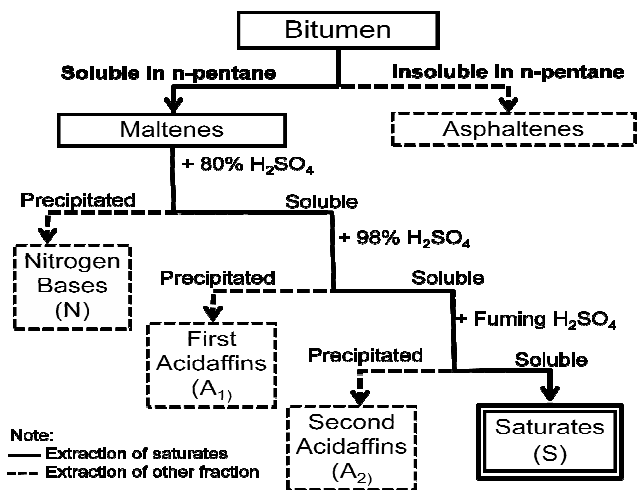 Bitumen
Soluble in n-pentane
Insoluble in n-pentane
Maltenes
Asphaltenes
+ 80% H₂SO₄
Precipitated
Soluble
Nitrogen
Bases
(N)
+ 98% H₂SO₄
Precipitated
Soluble
First
Acidaffins
(A₁)
+ Fuming H₂SO₄
Precipitated
Soluble
Second
Acidaffins
(A₂)
Saturates
(S)
Note:
Extraction of saturates
Extraction of other fraction